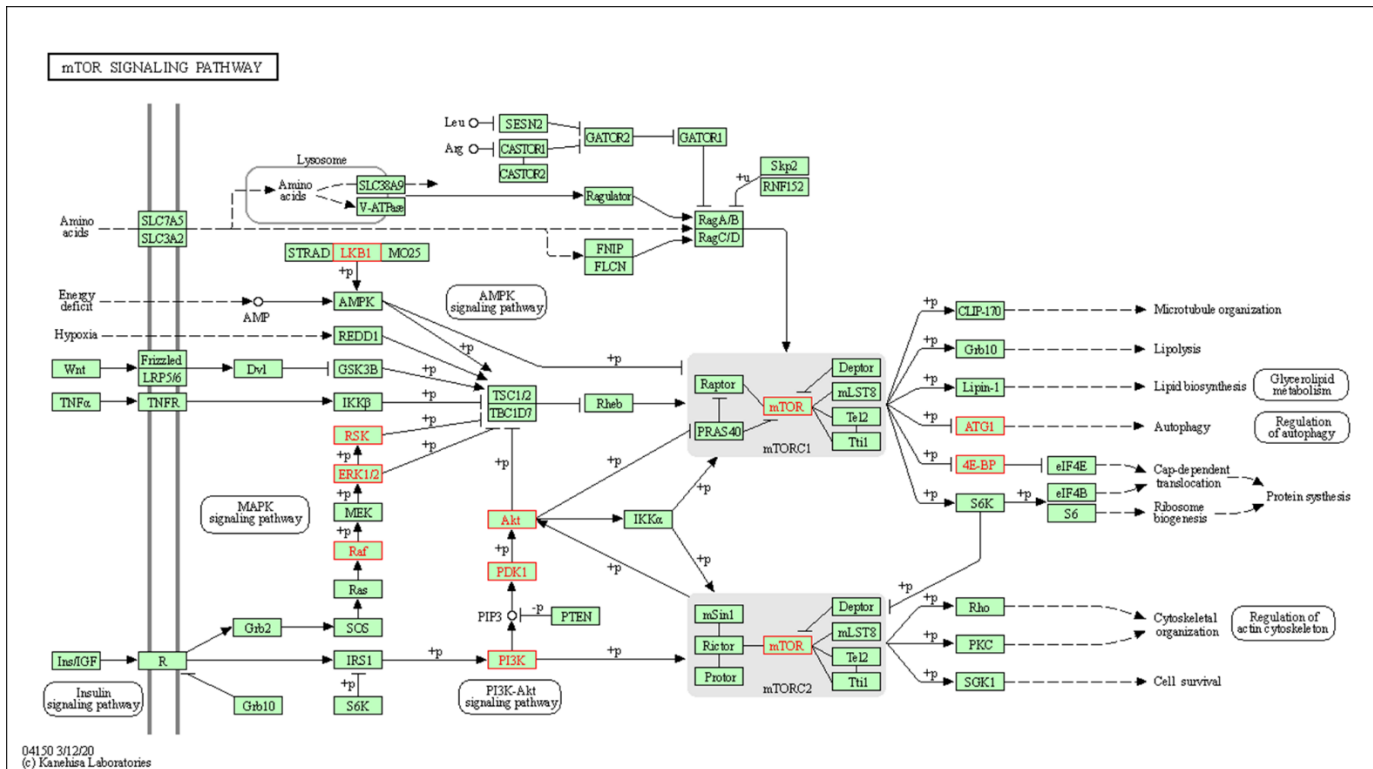 mTOR SIGNALING PATHWAY
Leu
SESN2
GATOR2
GATOR1
Arg
CASTOR1
CASTOR2
Skp2
RNF152
+u
Lysosome
Amino
acids
SLC38A9
V-ATPase
Ragulator
RagA/B
RagC/D
Amino
acids
SLC7A5
SLC3A2
FNIP
FLCN
STRAD
LKB1
MO25
+p
Energy
deficit
AMP
AMPK
AMPK
signaling pathway
Hypoxia
REDD1
+p
+p
Wnt
Frizzled
LRP5/6
Dvl
GSK3B
+p
TNFα
TNFR
IKKβ
+p
TSC1/2
TBC1D7
Rheb
RSK
+p
+p
ERK1/2
+p
+p
MEK
+p
Raf
Ras
SOS
Grb2
MAPK
signaling pathway
Raptor
Deptor
mLST8
mTOR
Tel2
Tti1
PRAS40
mTORC1
+p
+p
Akt
+p
IKKα
+p
+p
+p
PDK1
PIP3
-p
PTEN
Ins/IGF
R
IRS1
+p
PI3K
+p
Insulin
signaling pathway
Grb10
+p
S6K
PI3K-Akt
signaling pathway
mSin1
Deptor
mLST8
Rictor
mTOR
Tel2
Protor
Tti1
mTORC2
+p
CLIP-170
Microtubule organization
+p
Grb10
Lipolysis
+p
Lipin-1
Lipid biosynthesis
Glycerolipid
metabolism
+p
ATG1
Autophagy
Regulation
of autophagy
+p
4E-BP
eIF4E
Cap-dependent
translocation
+p
S6K
+p
eIF4B
S6
Ribosome
biogenesis
Protein systhesis
+p
+p
Rho
Cytoskeletal
organization
Regulation of
actin cytoskeleton
+p
PKC
+p
SGK1
Cell survival
04150 3/12/20
(c) Kanehisa Laboratories